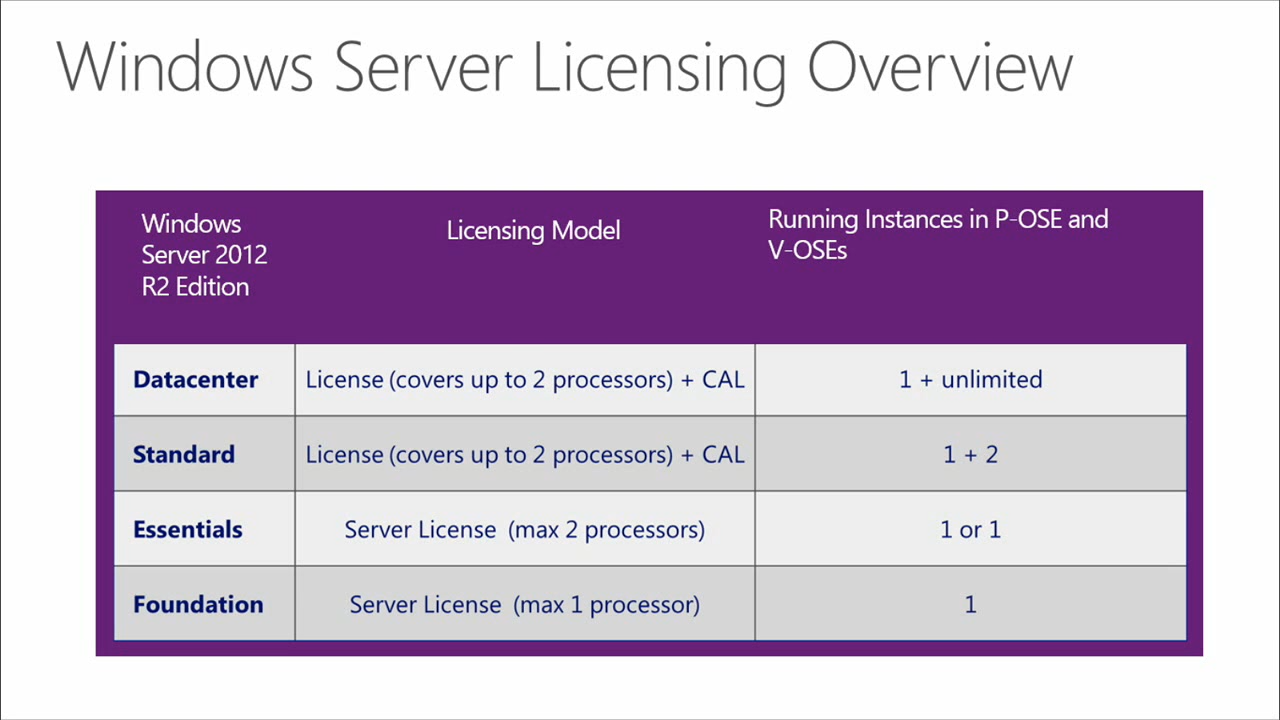 Windows Server Licensing Overview
Windows
Server 2012
R2 Edition
Licensing Model
Running Instances in P-OSE and
V-OSEs
Datacenter
License (covers up to 2 processors) + CAL
1 + unlimited
Standard
License (covers up to 2 processors) + CAL
1 + 2
Essentials
Server License (max 2 processors)
1 or 1
Foundation
Server License (max 1 processor)
1